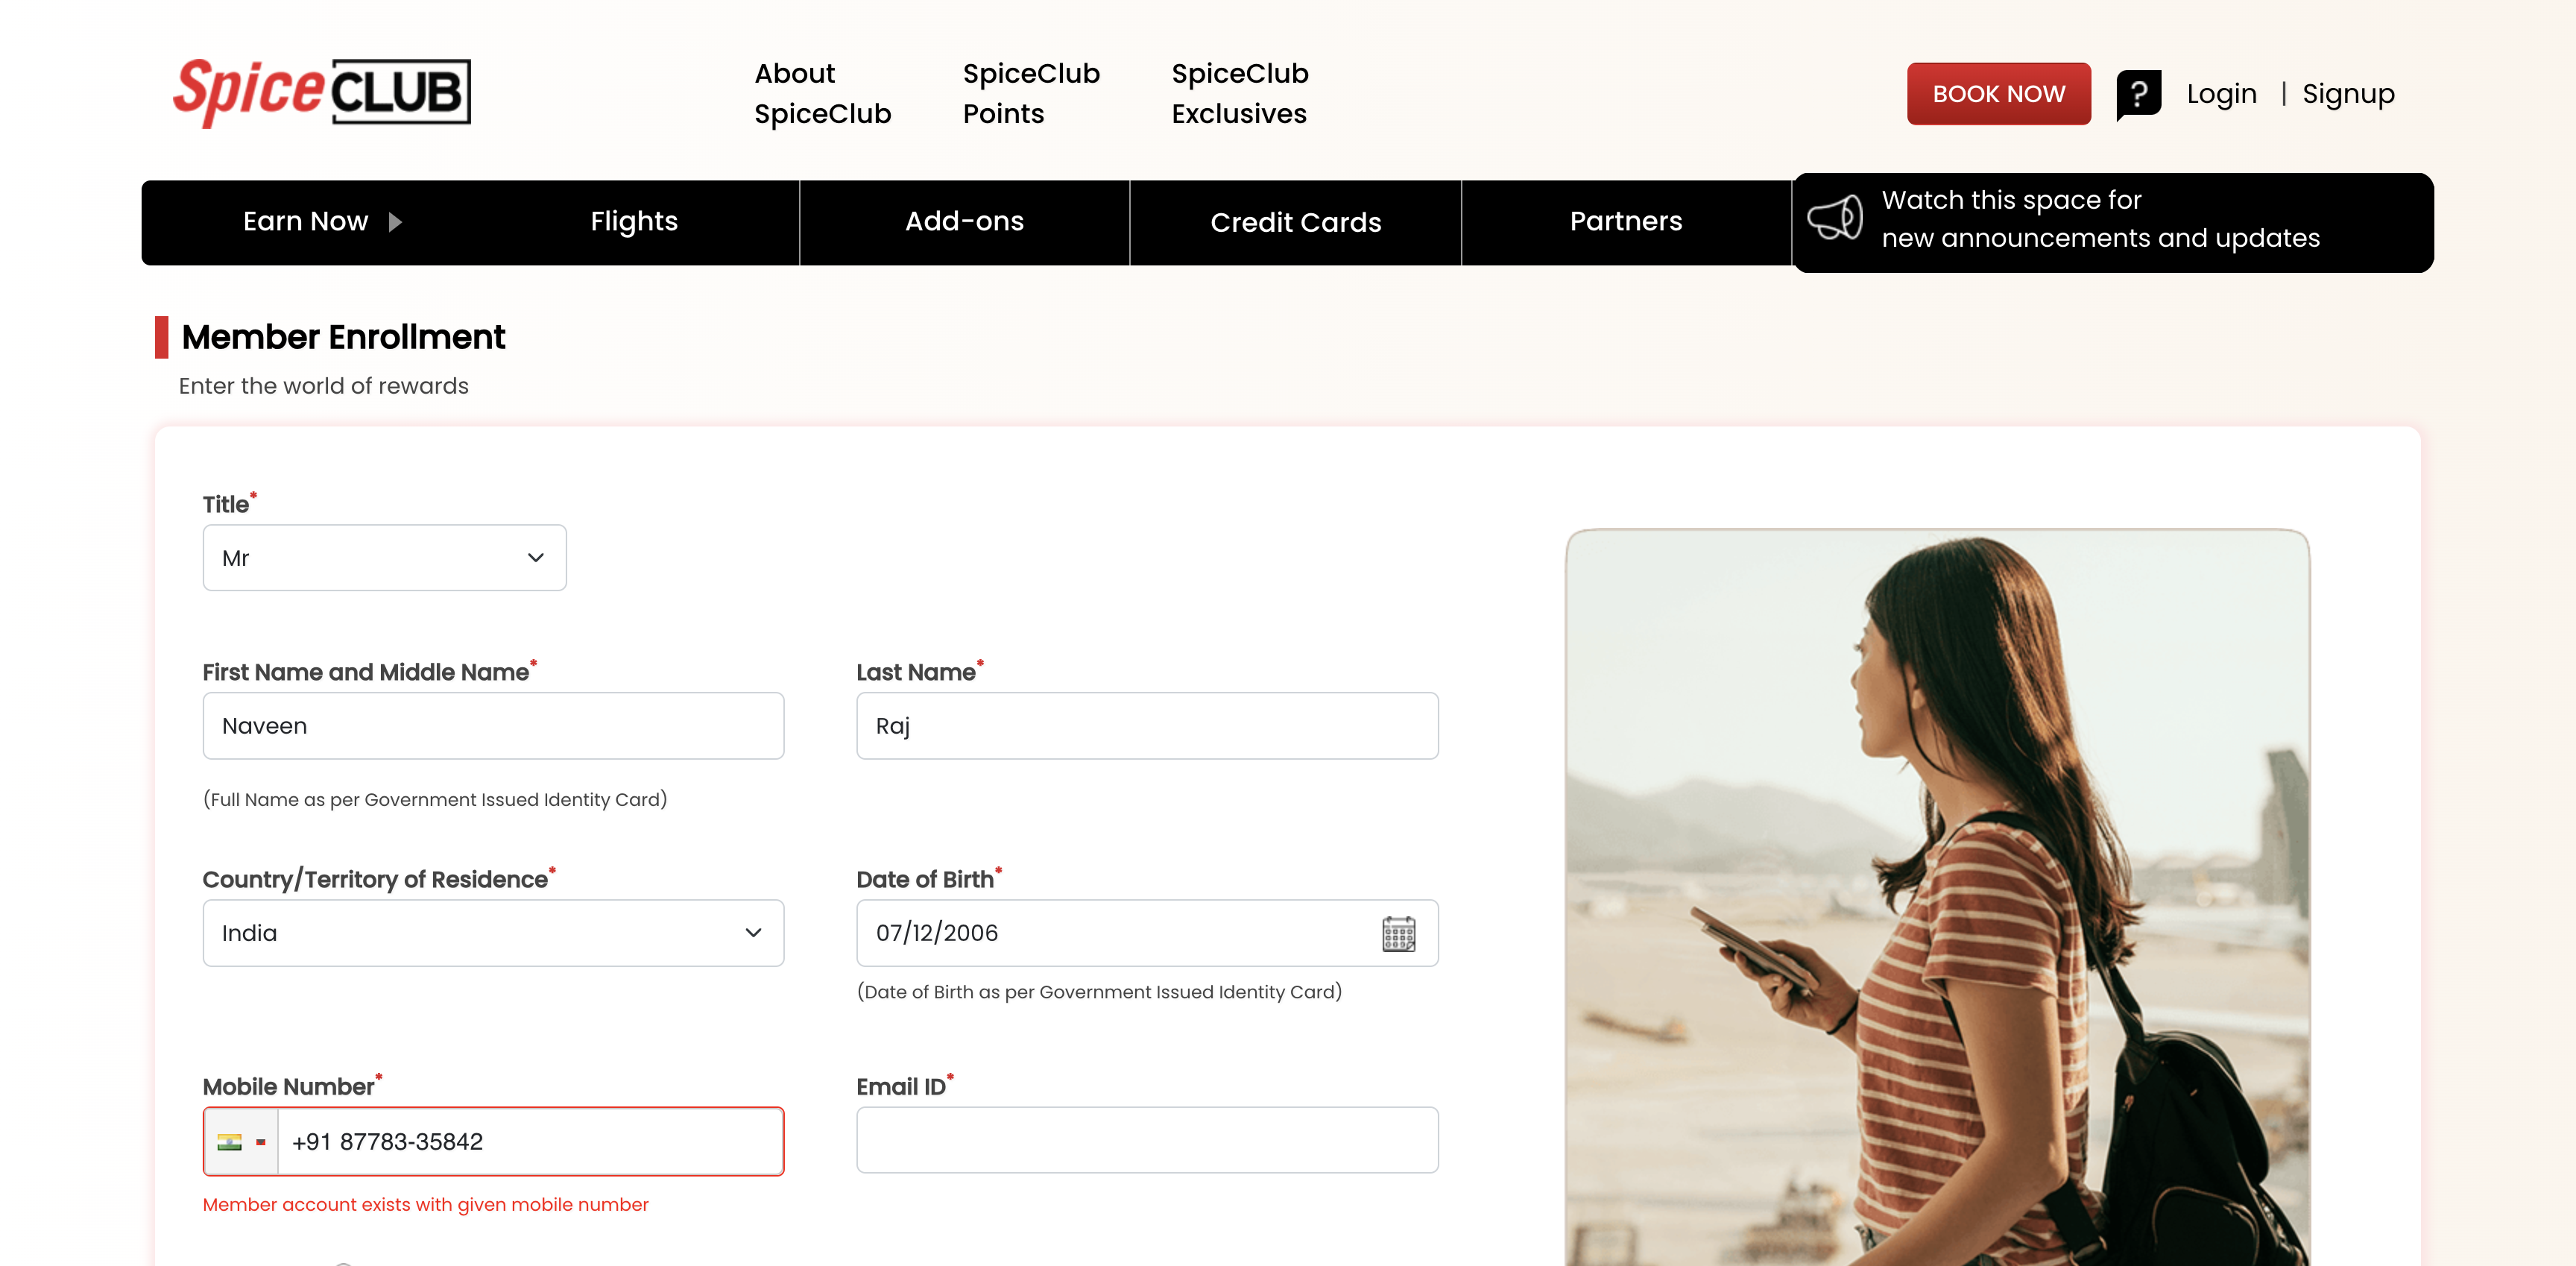 SpiceCLUB
About
SpiceClub
SpiceClub
Points
SpiceClub
Exclusives
BOOK NOW
?
Login | Signup
Earn Now
Flights
Add-ons
Credit Cards
Partners
Watch this space for
new announcements and updates
Member Enrollment
Enter the world of rewards
Title*
Mr
First Name and Middle Name*
Last Name*
Naveen
Raj
(Full Name as per Government Issued Identity Card)
Country/Territory of Residence*
Date of Birth*
India
07/12/2006
(Date of Birth as per Government Issued Identity Card)
Mobile Number*
Email ID*
+91 87783-35842
Member account exists with given mobile number